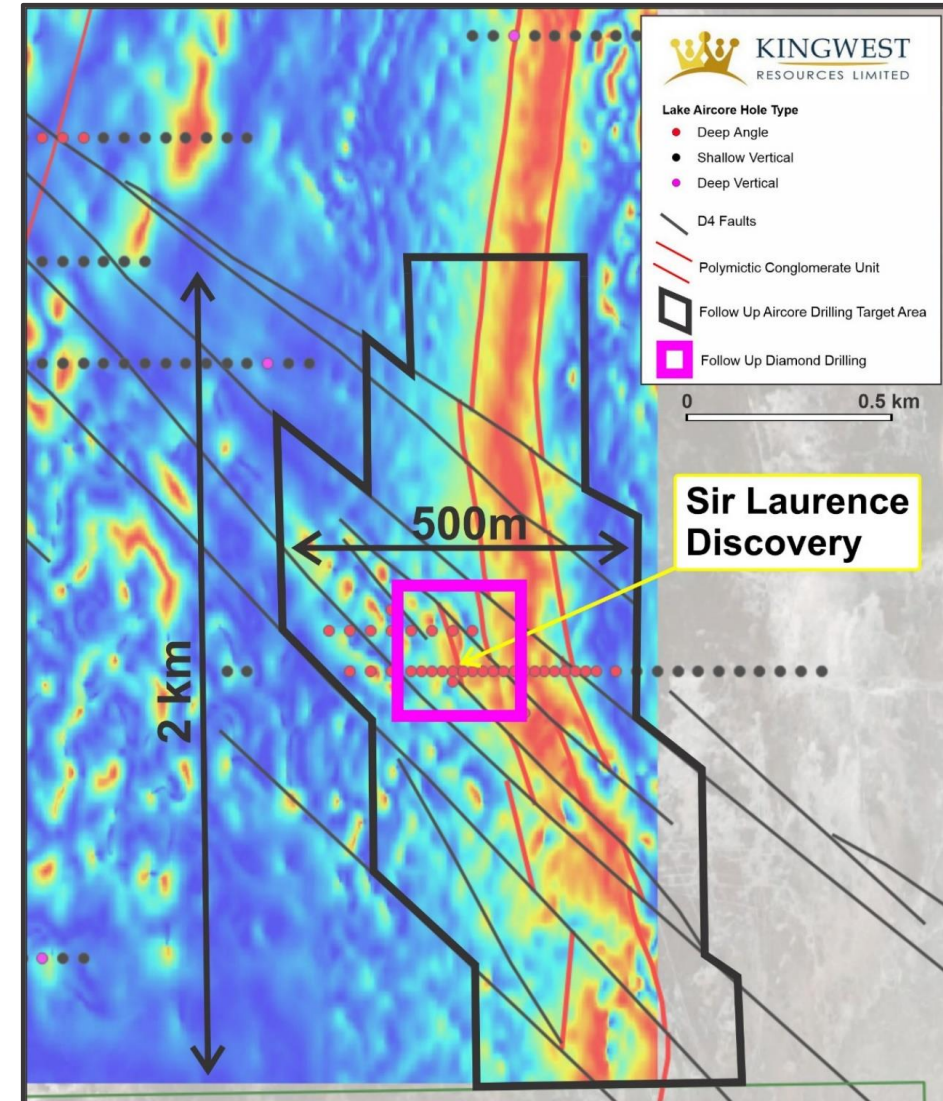 KINGWEST
RESOURCES LIMITED
Lake Aircore Hole Type
Deep Angle
Shallow Vertical
Deep Vertical
D4 Faults
Polymictic Conglomerate Unit
Follow Up Aircore Drilling Target Area
Follow Up Diamond Drilling
0
0.5 km
Sir Laurence
Discovery
500m
2 km